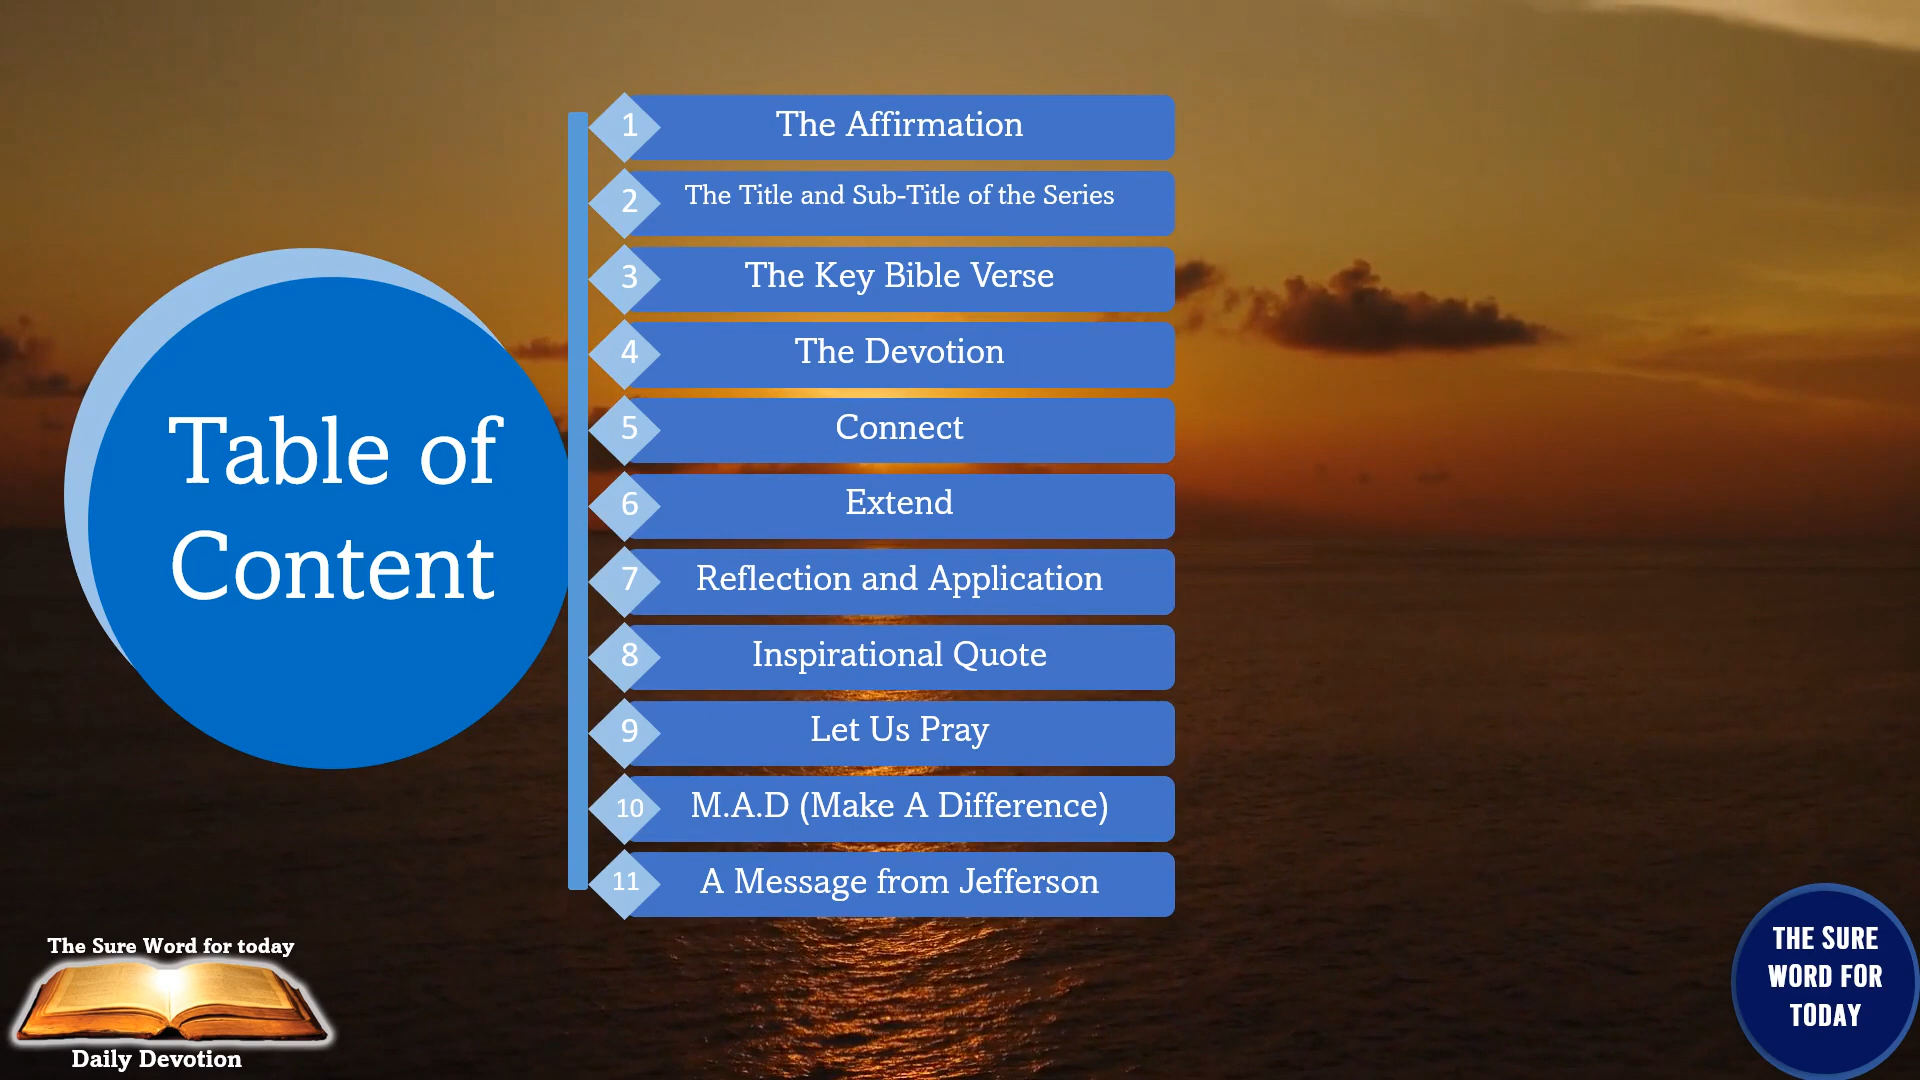 Table of
Content
1 The Affirmation
2 The Title and Sub-Title of the Series
3 The Key Bible Verse
4 The Devotion
5 Connect
6 Extend
7 Reflection and Application
8 Inspirational Quote
9 Let Us Pray
10 M.A.D (Make A Difference)
11 A Message from Jefferson
The Sure Word for today
Daily Devotion
THE SURE
WORD FOR
TODAY